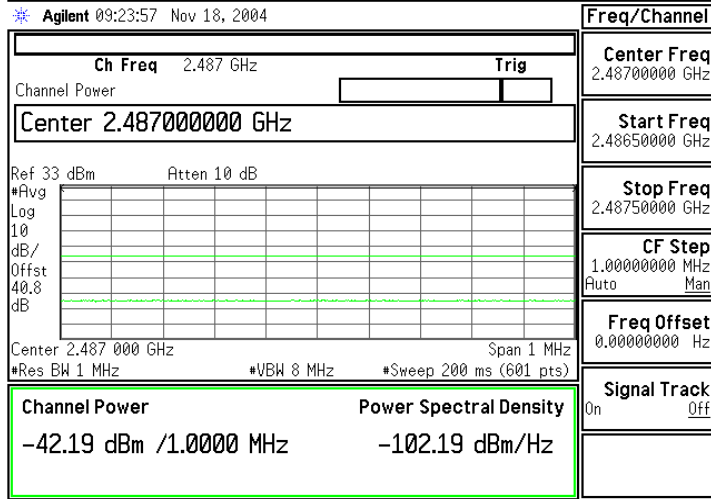 Agilent 09:23:57 Nov 18, 2004
Ch Freq 2.487 GHz Trig
Channel Power
Center 2.487000000 GHz
Ref 33 dBm Atten 10 dB
#Avg
Log
10
dB/
Offst
40.8
dB
Center 2.487 000 GHz Span 1 MHz
#Res BW 1 MHz #VBW 8 MHz #Sweep 200 ms (601 pts)
Channel Power Power Spectral Density
-42.19 dBm /1.0000 MHz -102.19 dBm/Hz
Freq/Channel
Center Freq
2.48700000 GHz
Start Freq
2.48650000 GHz
Stop Freq
2.48750000 GHz
CF Step
1.00000000 MHz
Auto Man
Freq Offset
0.00000000 Hz
Signal Track
On Off